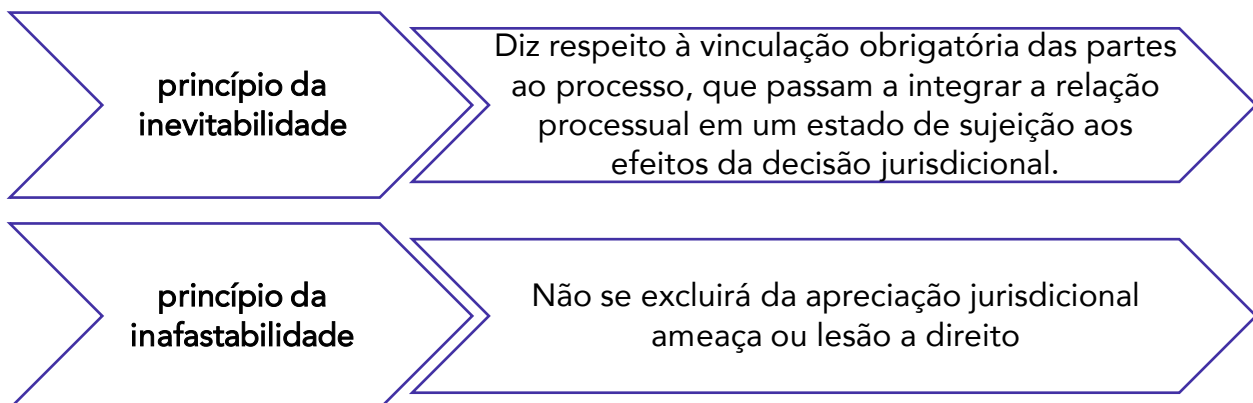 princípio da
inevitabilidade
Diz respeito à vinculação obrigatória das partes
ao processo, que passam a integrar a relação
processual em um estado de sujeição aos
efeitos da decisão jurisdicional.
princípio da
inafastabilidade
Não se excluirá da apreciação jurisdicional
ameaça ou lesão a direito